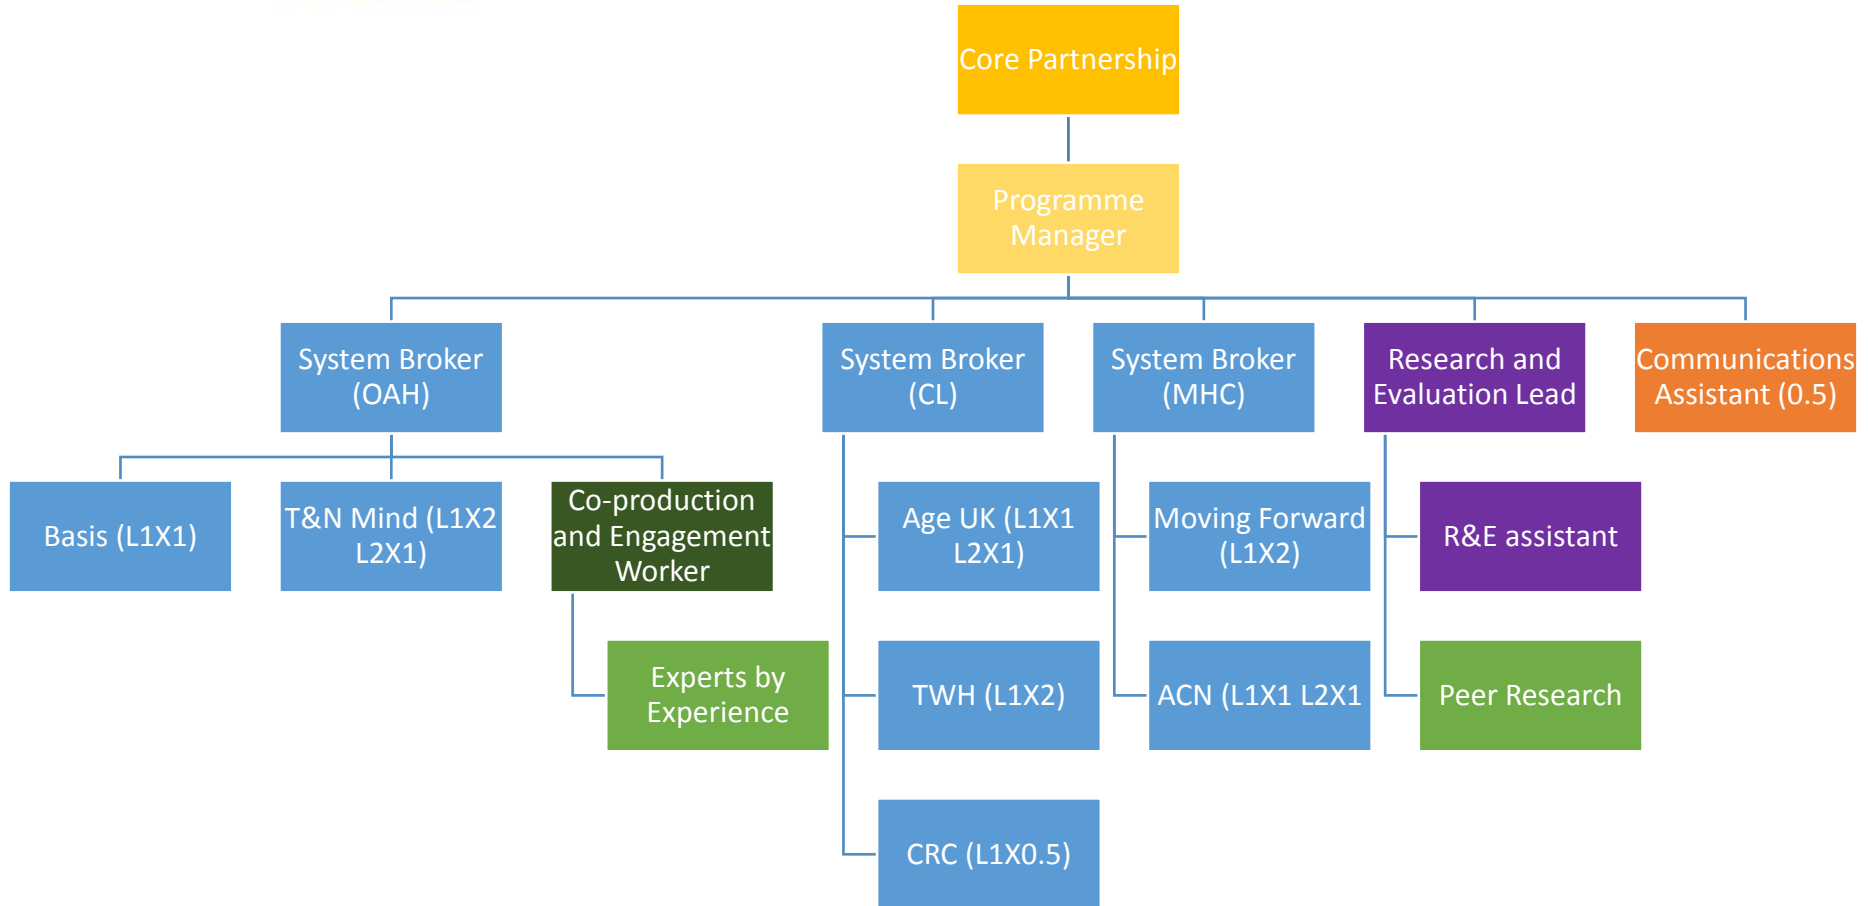 Core Partnership
Programme
Manager
System Broker
(OAH)
System Broker
(CL)
System Broker
(MHC)
Research and
Evaluation Lead
Communications
Assistant (0.5)
Basis (L1X1)
T&N Mind (L1X2
L2X1)
Co-production
and Engagement
Worker
Age UK (L1X1
L2X1)
Moving Forward
(L1X2)
R&E assistant
Experts by
Experience
TWH (L1X2)
ACN (L1X1 L2X1
Peer Research
CRC (L1X0.5)